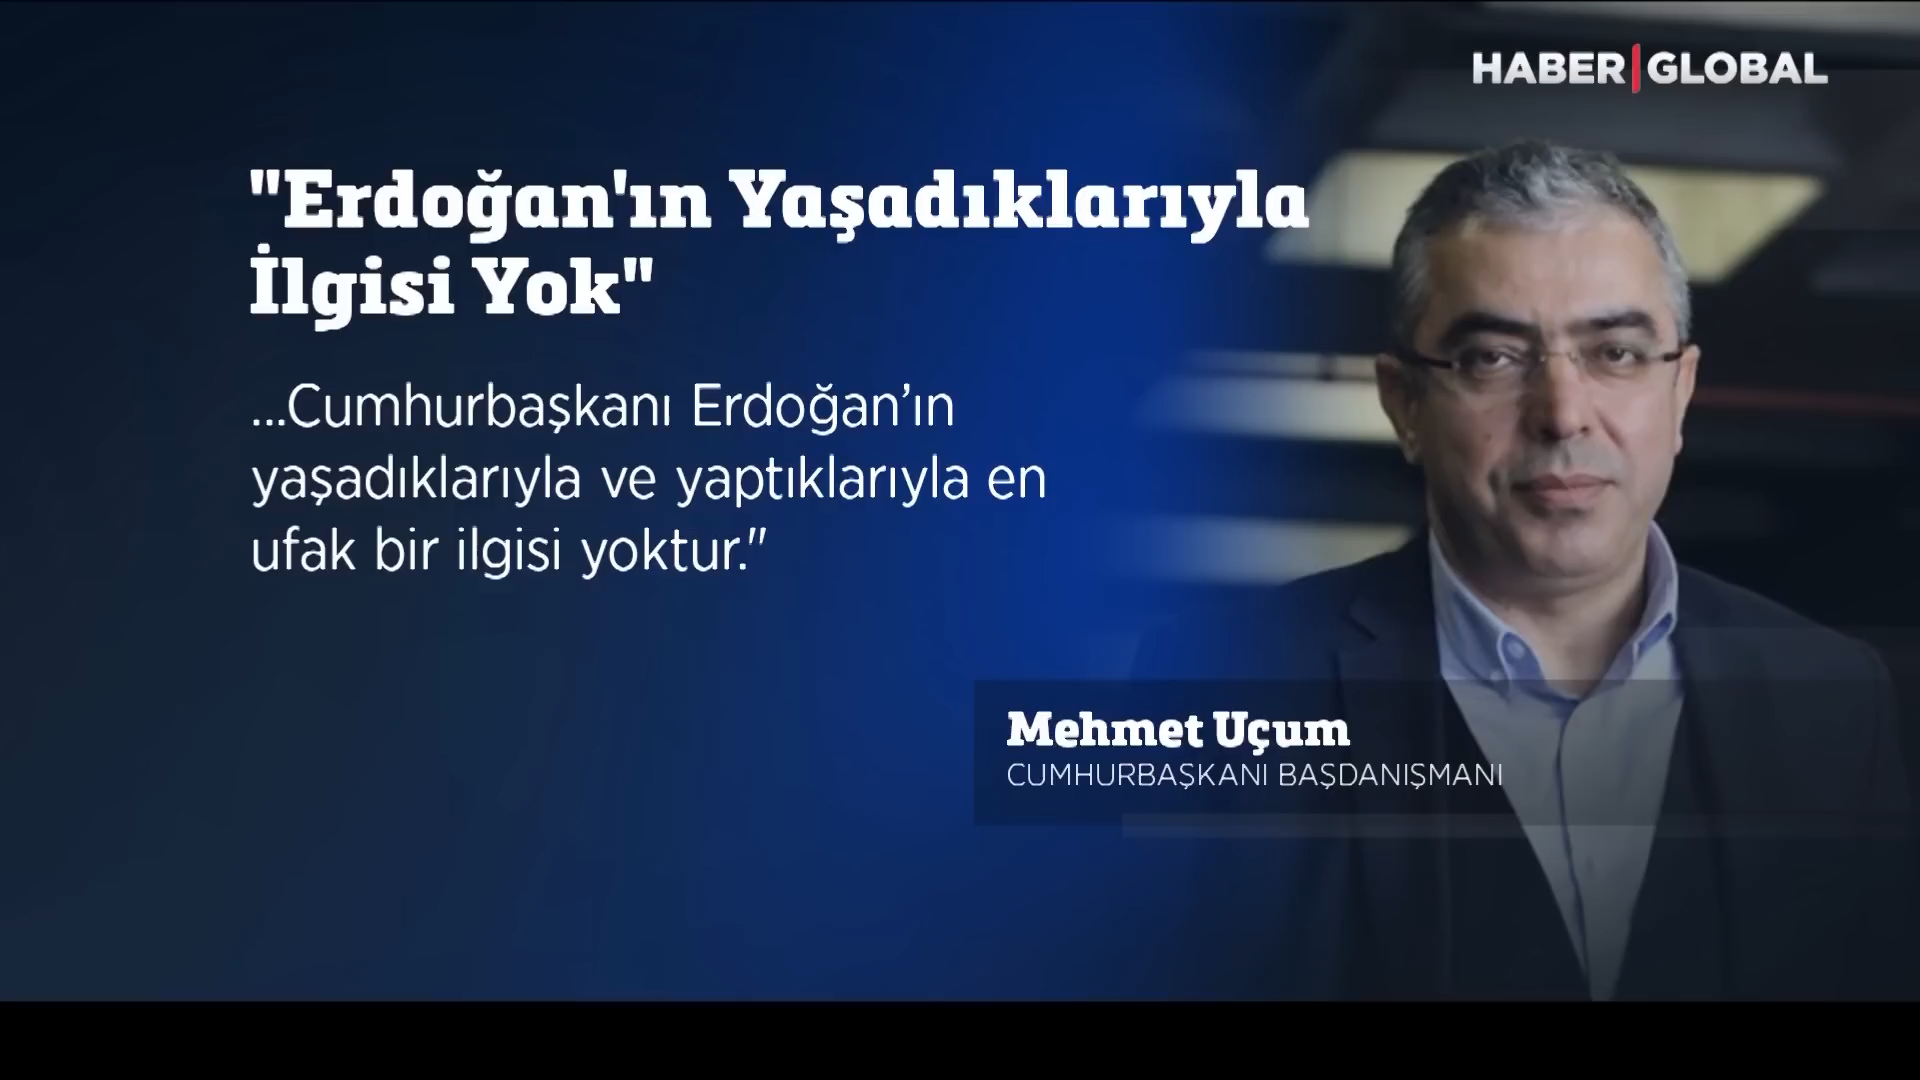 HABER|GLOBAL
"Erdoğan'ın Yaşadıklarıyla
İlgisi Yok"
...Cumhurbaşkanı Erdoğan’ın
yaşadıklarıyla ve yaptıklarıyla en
ufak bir ilgisi yoktur."
Mehmet Uçum
CUMHURBAŞKANI BAŞDANIŞMANI